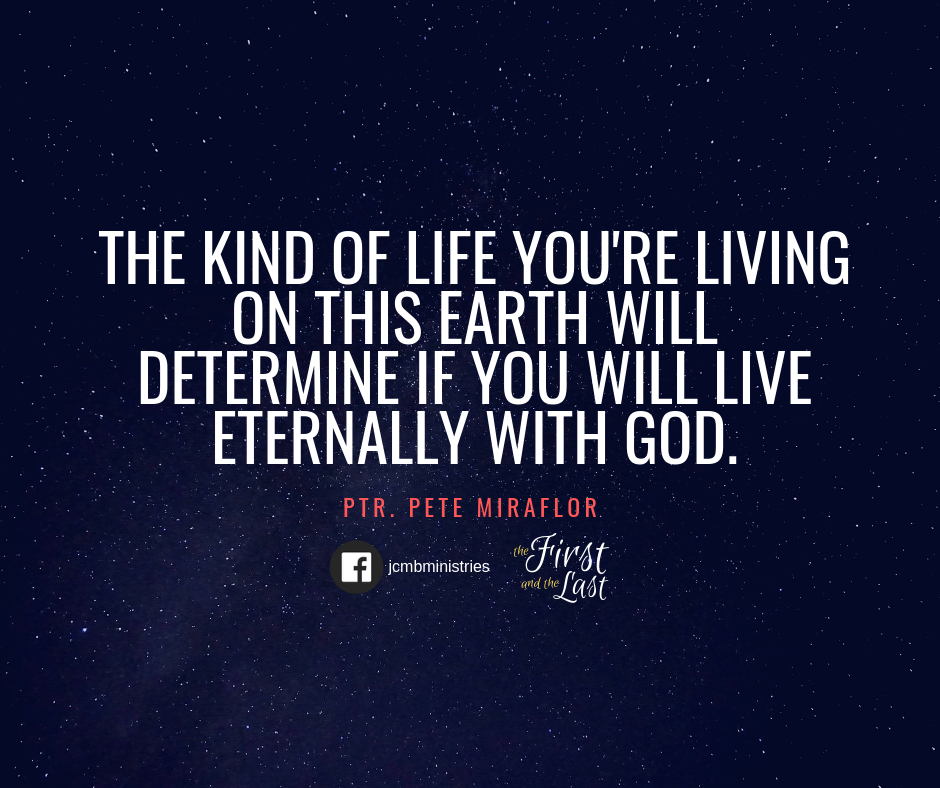 THE KIND OF LIFE YOU'RE LIVING
ON THIS EARTH WILL
DETERMINE IF YOU WILL LIVE
ETERNALLY WITH GOD.
PTR. PETE MIRAFLOR
jcmbministries
the First
and the Last